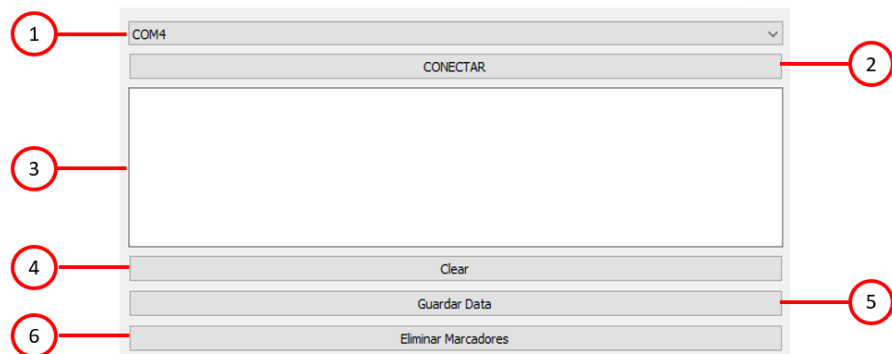 1
COM4
CONECTAR
2
3
4
Clear
Guardar Data
5
6
Eliminar Marcadores